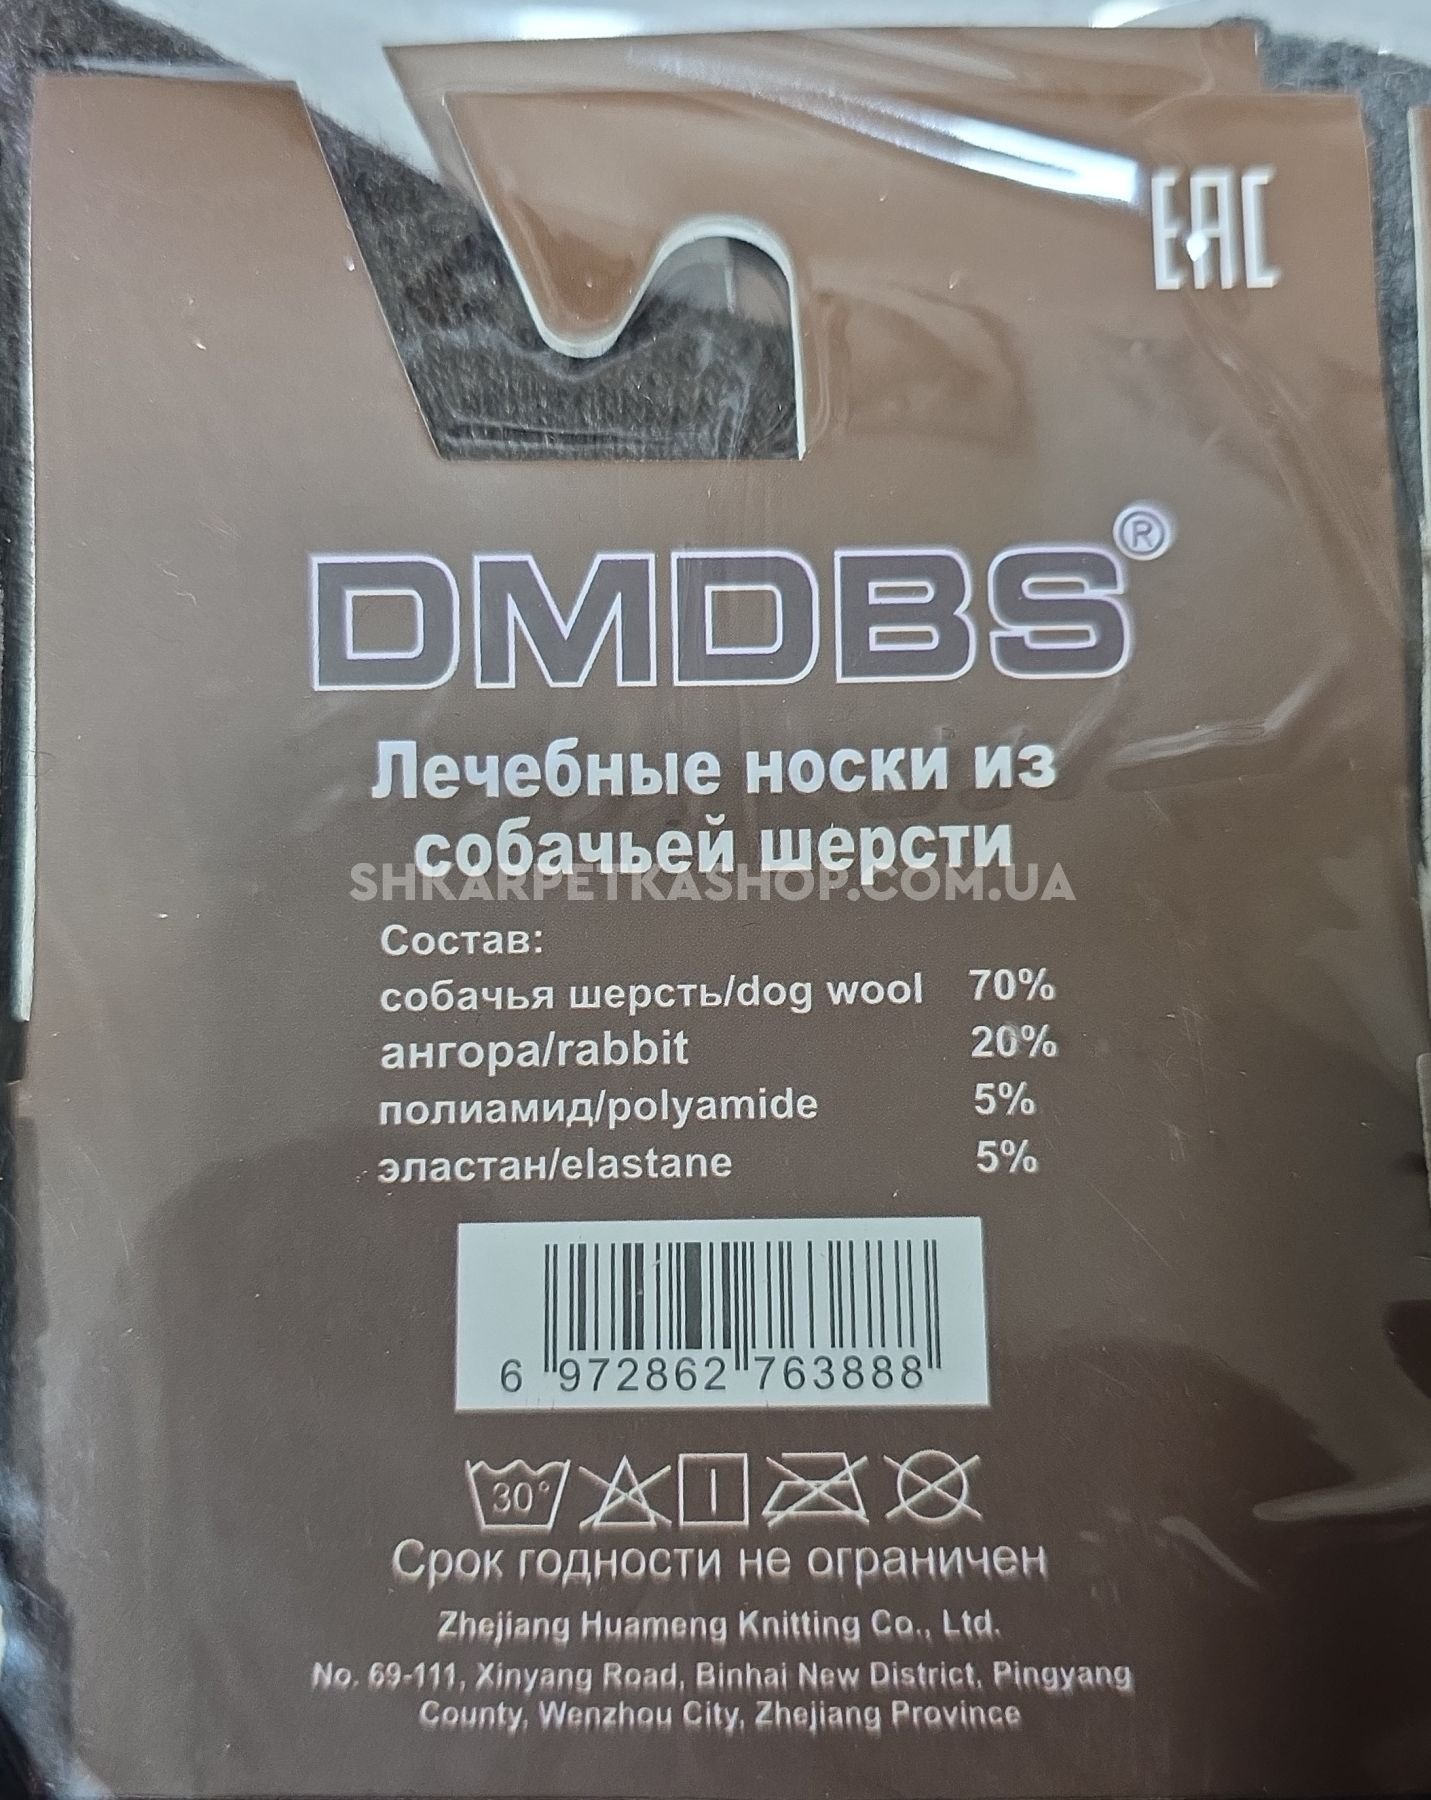 EAC
DMDBS®
Лечебные носки из
собачьей шерсти
SHKARPETKASHOP.COM.UA
Состав:
собачья шерсть/dog wool 70%
ангора/rabbit 20%
полиамид/polyamide 5%
эластан/elastane 5%
6 972862 763888
30°
Срок годности не ограничен
Zhejiang Huameng Knitting Co., Ltd.
No. 69-111, Xinyang Road, Binhai New District, Pingyang
County, Wenzhou City, Zhejiang Province